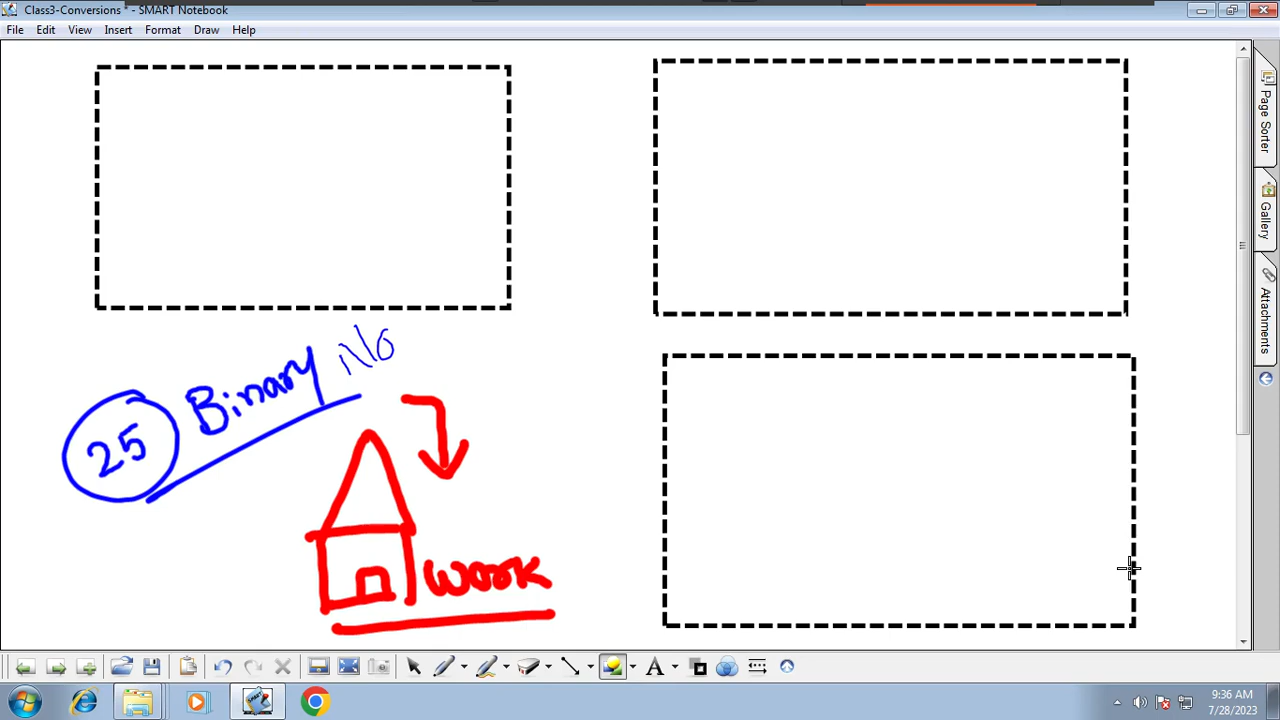 Class3-Conversions * - SMART Notebook
File Edit View Insert Format Draw Help
Page Sorter
Gallery
Attachments
25 Binary
work
9:36 AM
7/28/2023